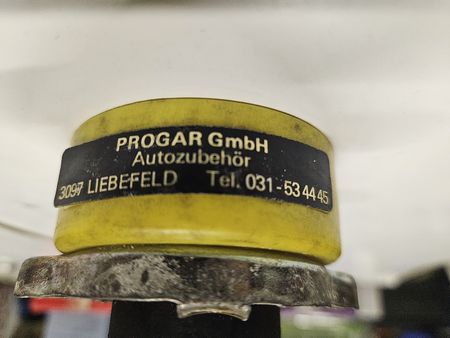 PROGAR GmbH
Autozubehör
3097 LIEBEFELD Tel. 031-53 44 45